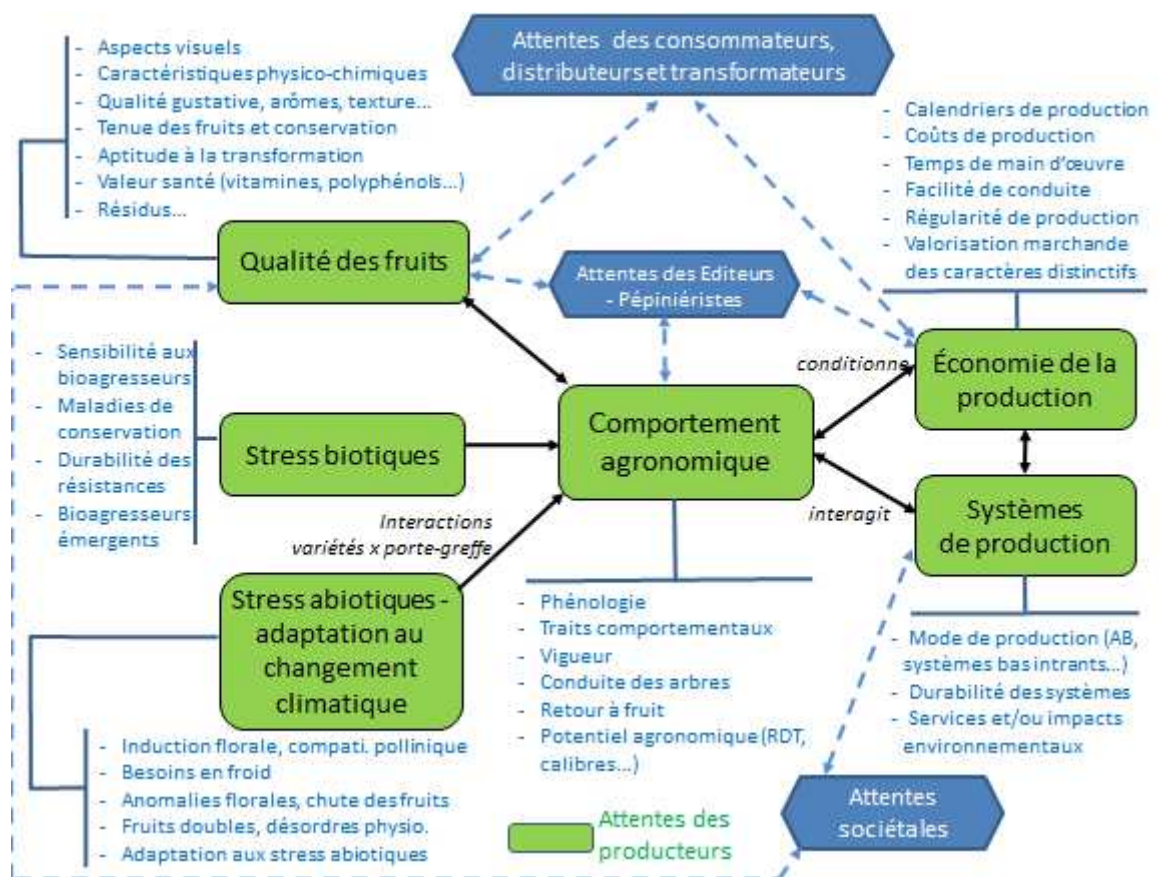 Attentes des consommateurs,
distributeurs et transformateurs
- Aspects visuels
- Caractéristiques physico-chimiques
- Qualité gustative, arômes, texture...
- Tenue des fruits et conservation
- Aptitude à la transformation
- Valeur santé (vitamines, polyphénols...)
- Résidus...
- Calendriers de production
- Coûts de production
- Temps de main d'œuvre
- Facilité de conduite
- Régularité de production
- Valorisation marchande
des caractères distinctifs
Qualité des fruits
Attentes des Editeurs
- Pépiniéristes
- Sensibilité aux
bioagresseurs
- Maladies de
conservation
- Durabilité des
résistances
- Bioagresseurs
émergents
Stress biotiques
Comportement
agronomique
conditionne
Économie de la
production
interagit
Systèmes
de production
Interactions
variétés x porte-greffe
Stress abiotiques -
adaptation au
changement
climatique
- Phénologie
- Traits comportementaux
- Vigueur
- Conduite des arbres
- Retour à fruit
- Potentiel agronomique (RDT,
calibres...)
- Mode de production (AB,
systèmes bas intrants...)
- Durabilité des systèmes
- Services et/ou impacts
environnementaux
- Induction florale, compati. pollinique
- Besoins en froid
- Anomalies florales, chute des fruits
- Fruits doubles, désordres physio.
- Adaptation aux stress abiotiques
Attentes des
producteurs
Attentes
sociétales